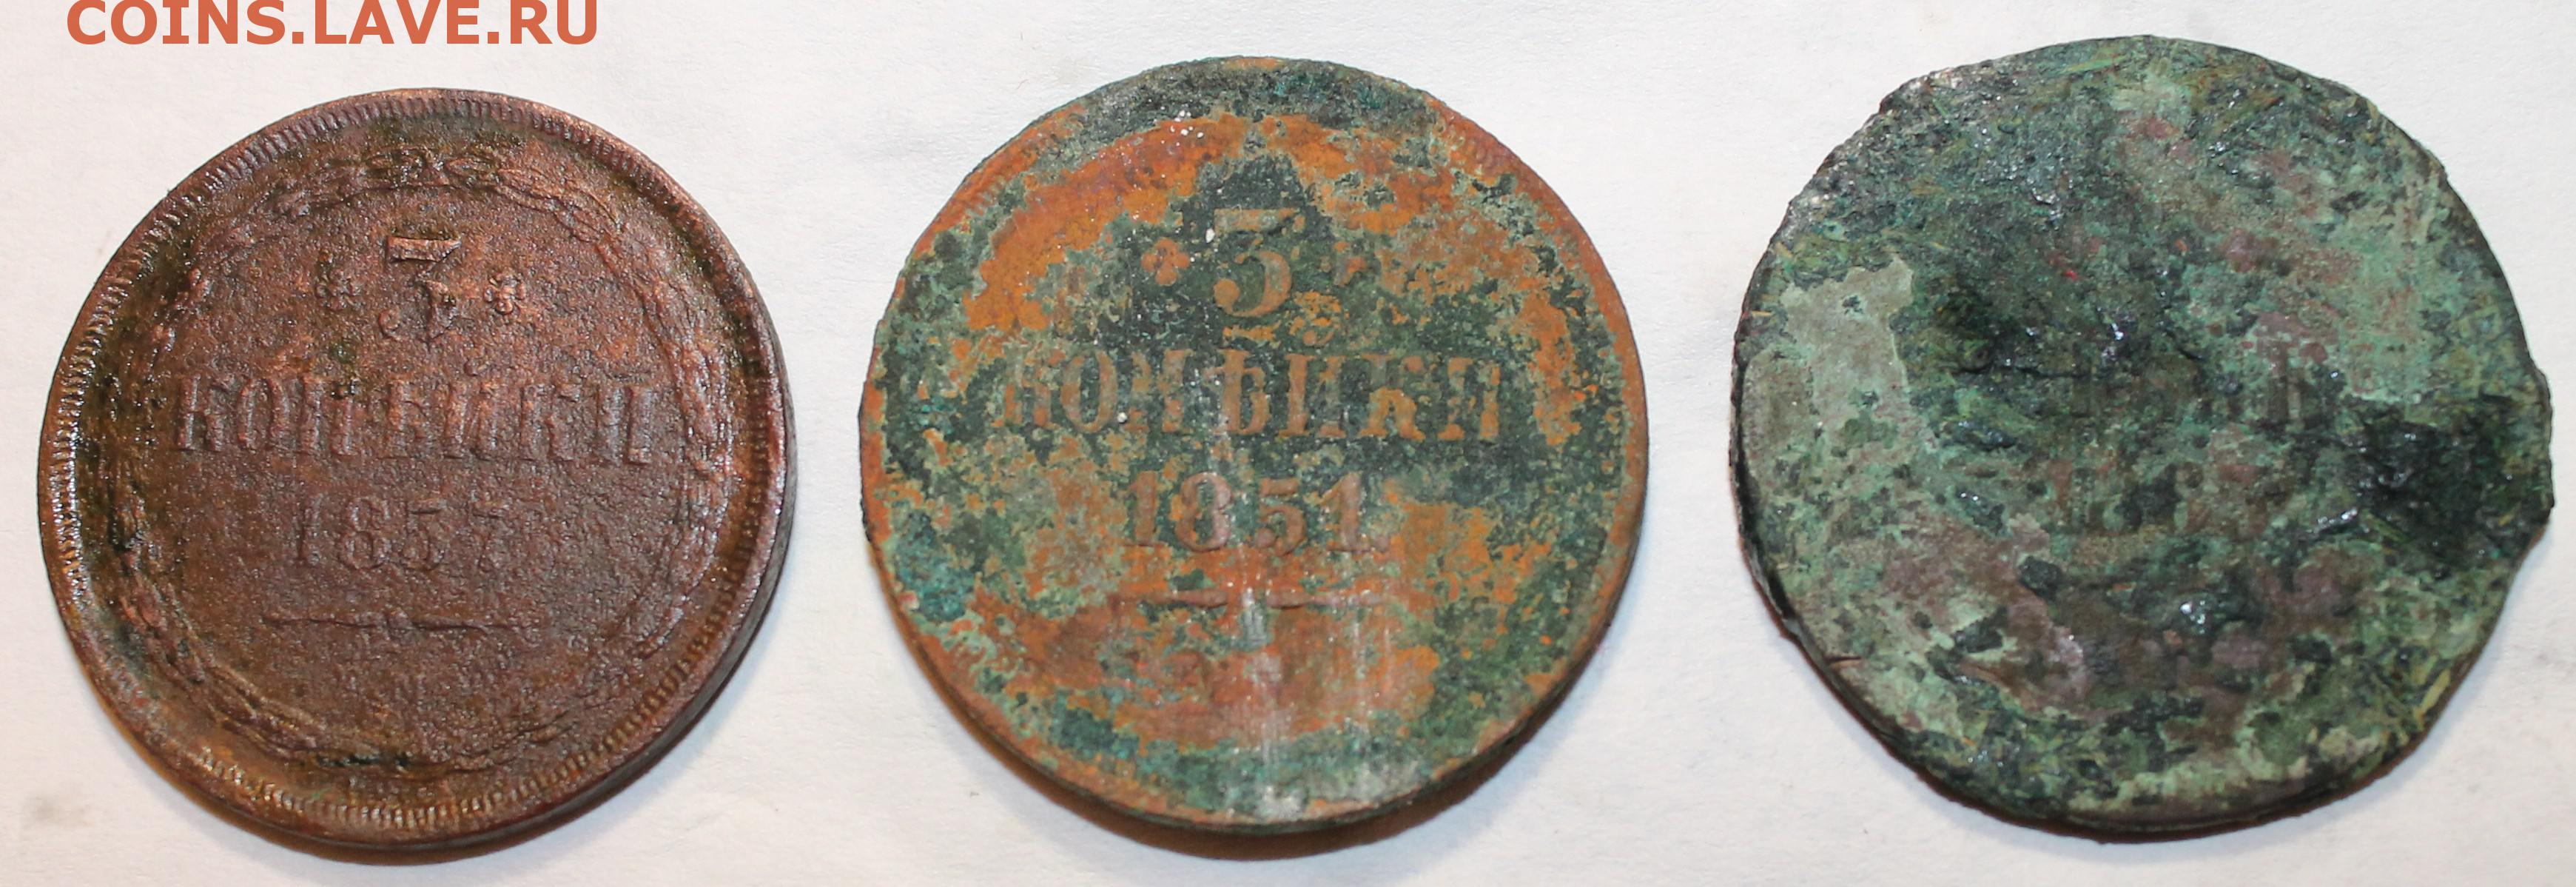 COINS.LAVE.RU
3
КОПѢЙКИ
1857
Е.М.
3
КОПѢЙКИ
1851